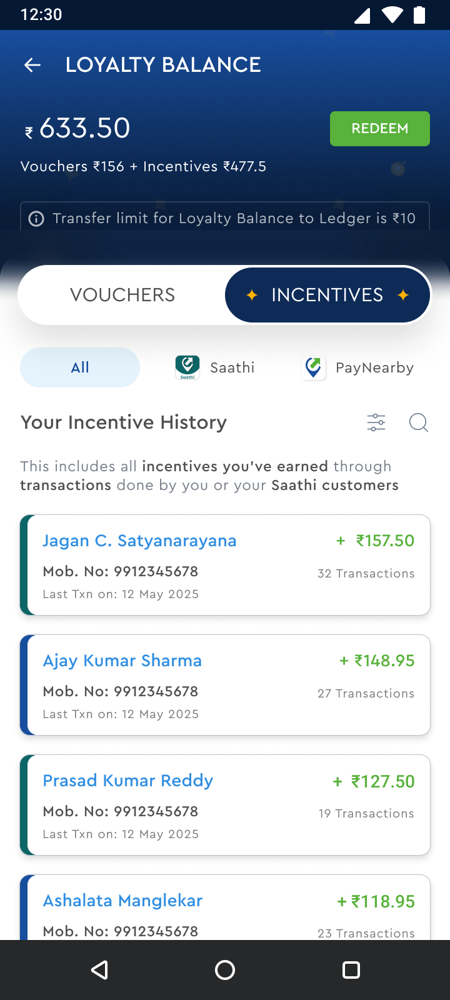 12:30
LOYALTY BALANCE
₹ 633.50
REDEEM
Vouchers ₹156 + Incentives ₹477.5
Transfer limit for Loyalty Balance to Ledger is ₹10
VOUCHERS
INCENTIVES
All
Saathi
Saathi
PayNearby
Your Incentive History
This includes all incentives you've earned through
transactions done by you or your Saathi customers
Jagan C. Satyanarayana
+ ₹157.50
Mob. No: 9912345678
32 Transactions
Last Txn on: 12 May 2025
Ajay Kumar Sharma
+ ₹148.95
Mob. No: 9912345678
27 Transactions
Last Txn on: 12 May 2025
Prasad Kumar Reddy
+ ₹127.50
Mob. No: 9912345678
19 Transactions
Last Txn on: 12 May 2025
Ashalata Manglekar
+ ₹118.95
Mob. No: 9912345678
23 Transactions